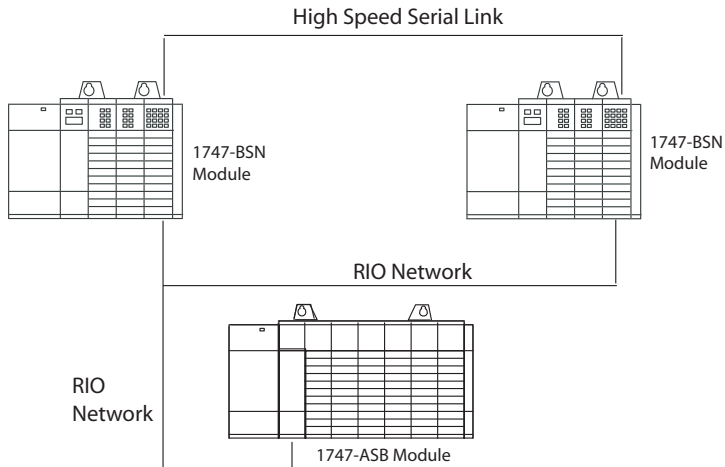 High Speed Serial Link
1747-BSN
Module
1747-BSN
Module
RIO Network
RIO
Network
1747-ASB Module